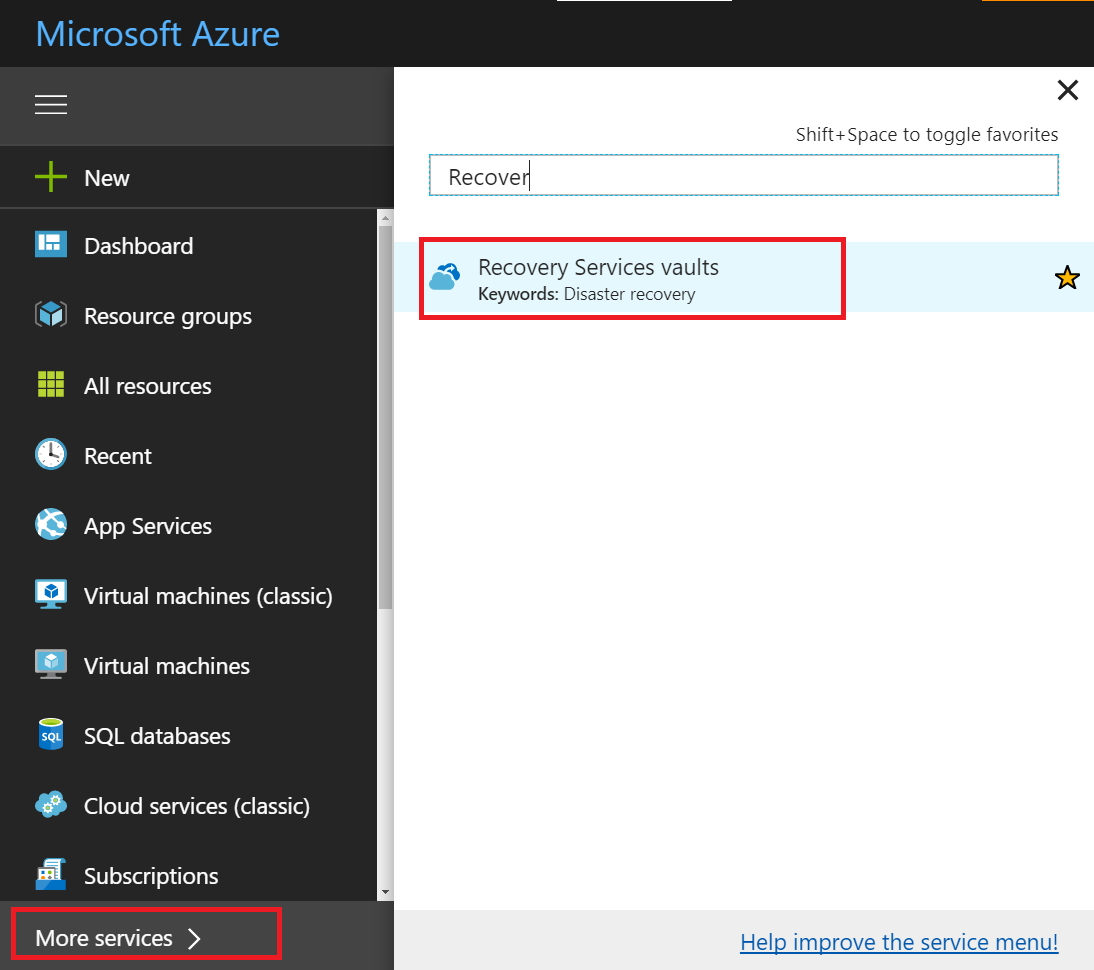 Microsoft Azure
New
Dashboard
Resource groups
All resources
Recent
App Services
Virtual machines (classic)
Virtual machines
SQL
SQL databases
Cloud services (classic)
Subscriptions
More services
Shift+Space to toggle favorites
Recover
Recovery Services vaults
Keywords: Disaster recovery
Help improve the service menu!